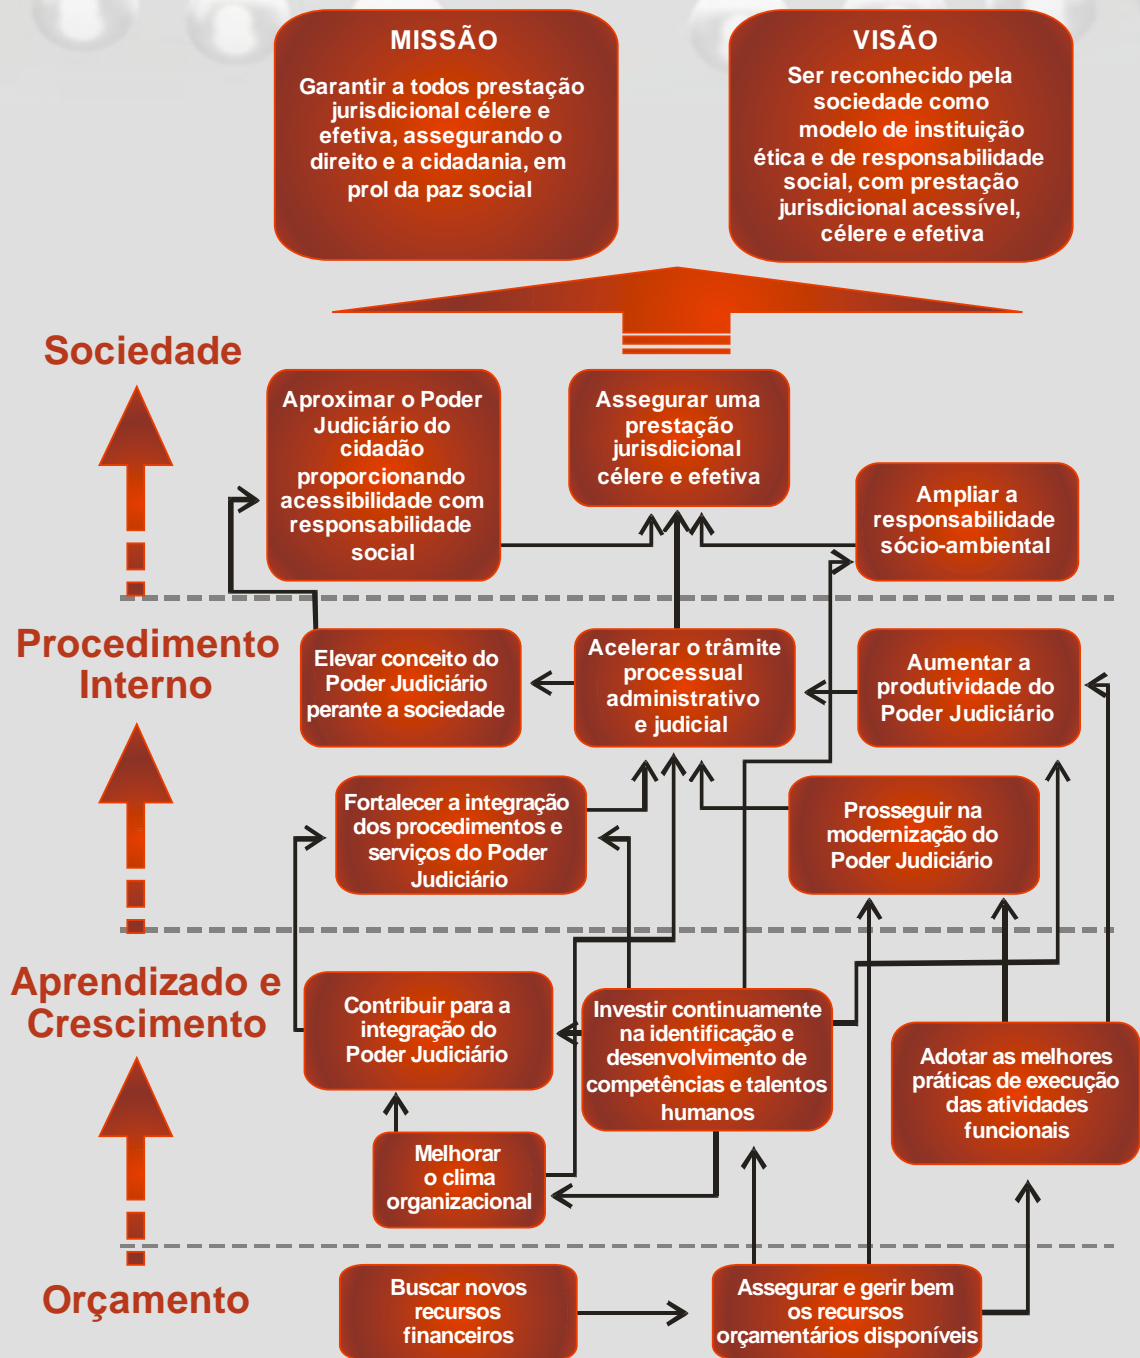 MISSÃO
Garantir a todos prestação
jurisdicional célere e
efetiva, assegurando o
direito e a cidadania, em
prol da paz social
VISÃO
Ser reconhecido pela
sociedade como
modelo de instituição
ética e de responsabilidade
social, com prestação
jurisdicional acessível,
célere e efetiva
Sociedade
Aproximar o Poder
Judiciário do
cidadão
proporcionando
acessibilidade com
responsabilidade
social
Assegurar uma
prestação
jurisdicional
célere e efetiva
Ampliar a
responsabilidade
sócio-ambiental
Procedimento
Interno
Elevar conceito do
Poder Judiciário
perante a sociedade
Acelerar o trâmite
processual
administrativo
e judicial
Aumentar a
produtividade do
Poder Judiciário
Fortalecer a integração
dos procedimentos e
serviços do Poder
Judiciário
Prosseguir na
modernização do
Poder Judiciário
Aprendizado e
Crescimento
Contribuir para a
integração do
Poder Judiciário
Investir continuamente
na identificação e
desenvolvimento de
competências e talentos
humanos
Adotar as melhores
práticas de execução
das atividades
funcionais
Melhorar
o clima
organizacional
Orçamento
Buscar novos
recursos
financeiros
Assegurar e gerir bem
os recursos
orçamentários disponíveis